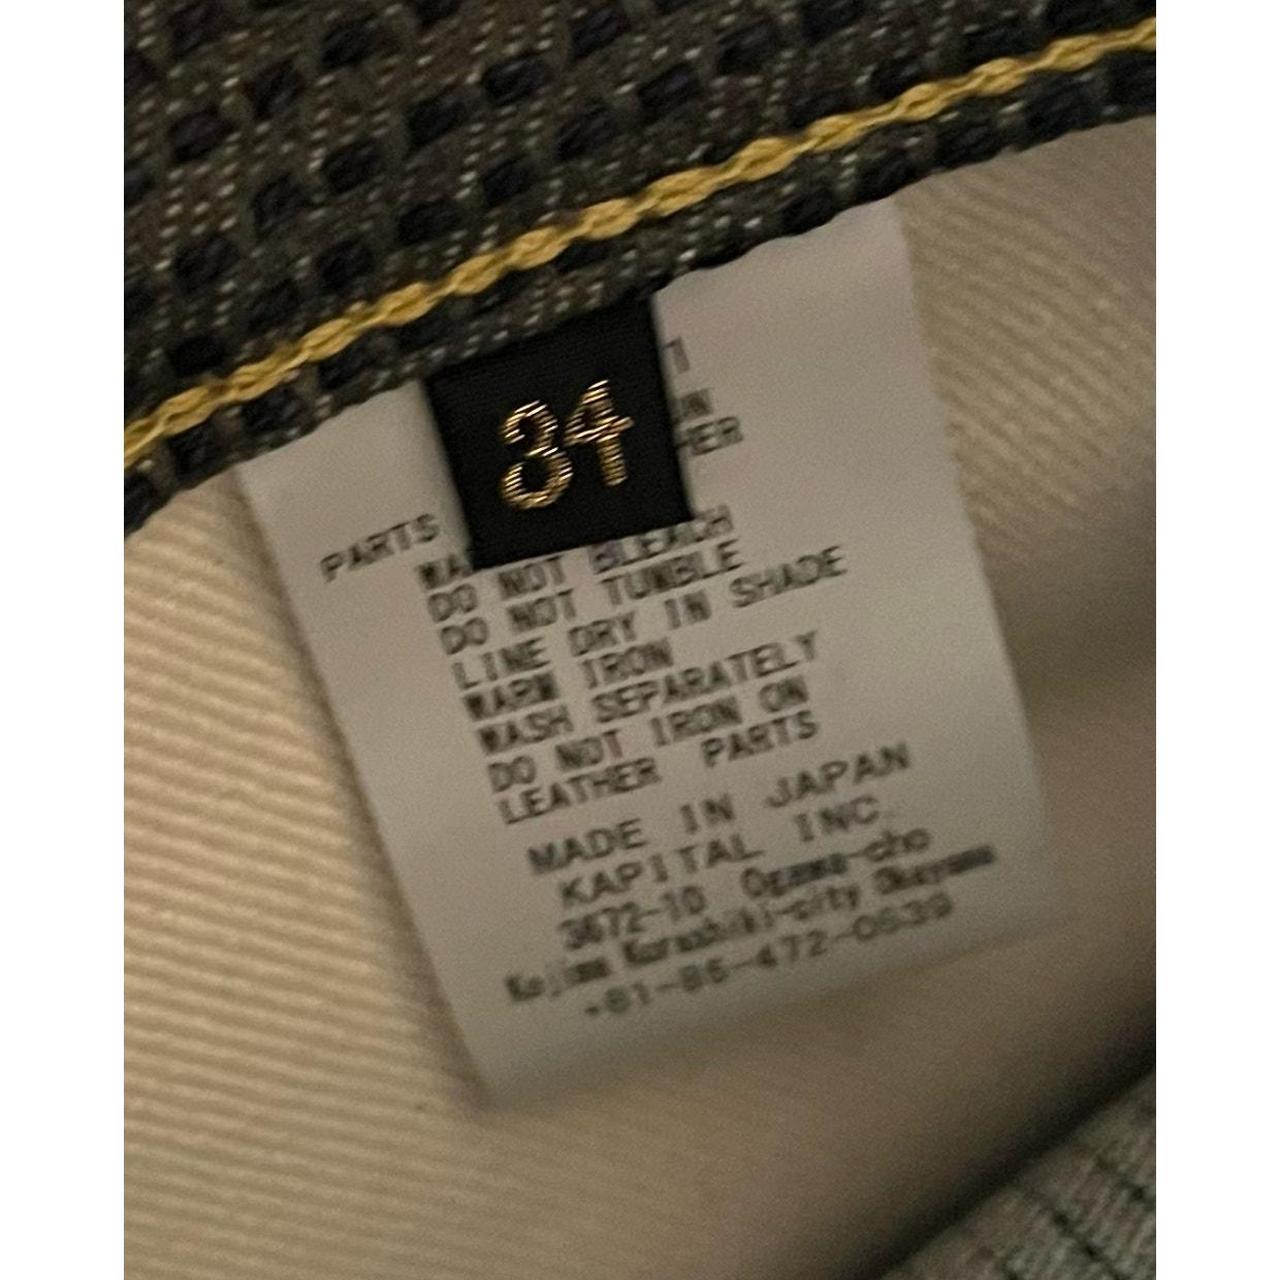 34
HER
PARTS
DO NOT BLEACH
DO NOT TUMBLE
LINE DRY IN SHADE
WARM IRON
WASH SEPARATELY
DO NOT IRON ON
LEATHER PARTS
MADE IN JAPAN
KAPITAL INC.
3672-10 Ogawa-cho
Kojima Kurashiki-city Okayama
+81-86-472-0639